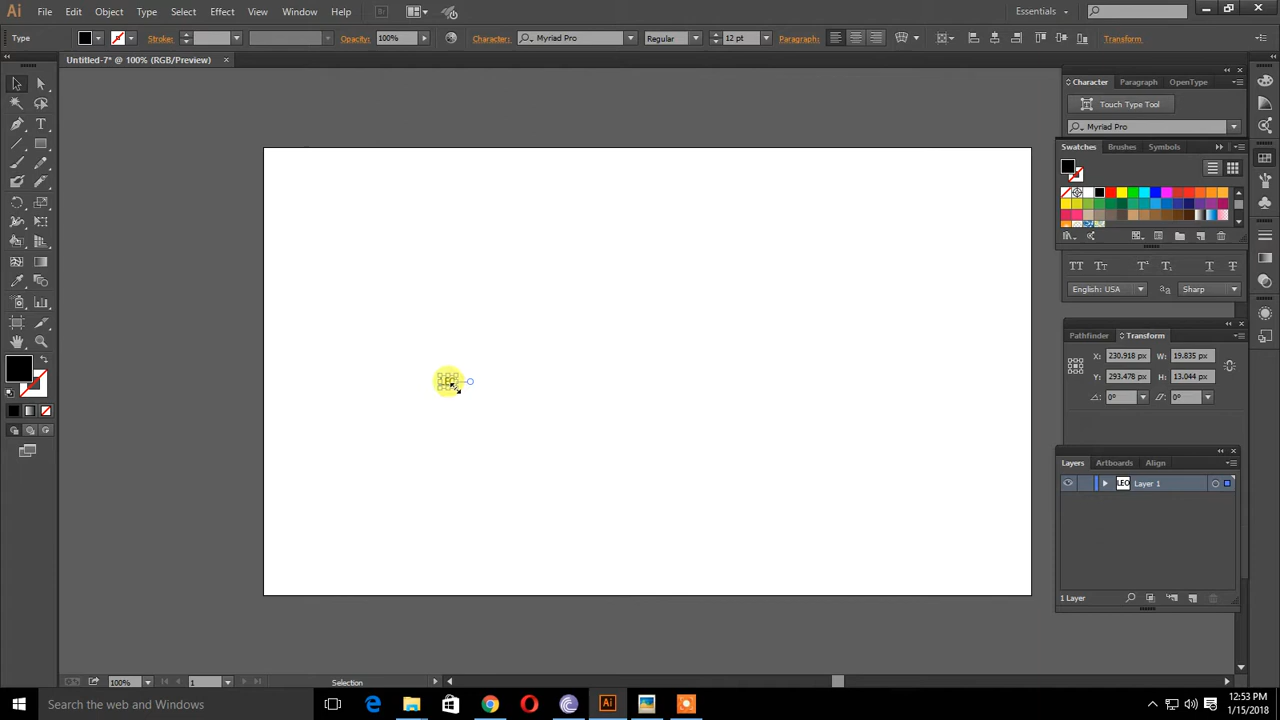 Ai File Edit Object Type Select Effect View Window Help Br Essentials
Type Stroke: Opacity: 100% Character: Myriad Pro Regular 12 pt Paragraph: Transform
Untitled-7* @ 100% (RGB/Preview)
Character Paragraph OpenType
Touch Type Tool
Myriad Pro
Swatches Brushes Symbols
English: USA Sharp
Pathfinder Transform
X: 230.918 px W: 19.835 px
Y: 293.478 px H: 13.044 px
0° 0°
LEO
Layers Artboards Align
LEO Layer 1
1 Layer
100% 1 Selection
Search the web and Windows
Ai
12:53 PM
1/15/2018